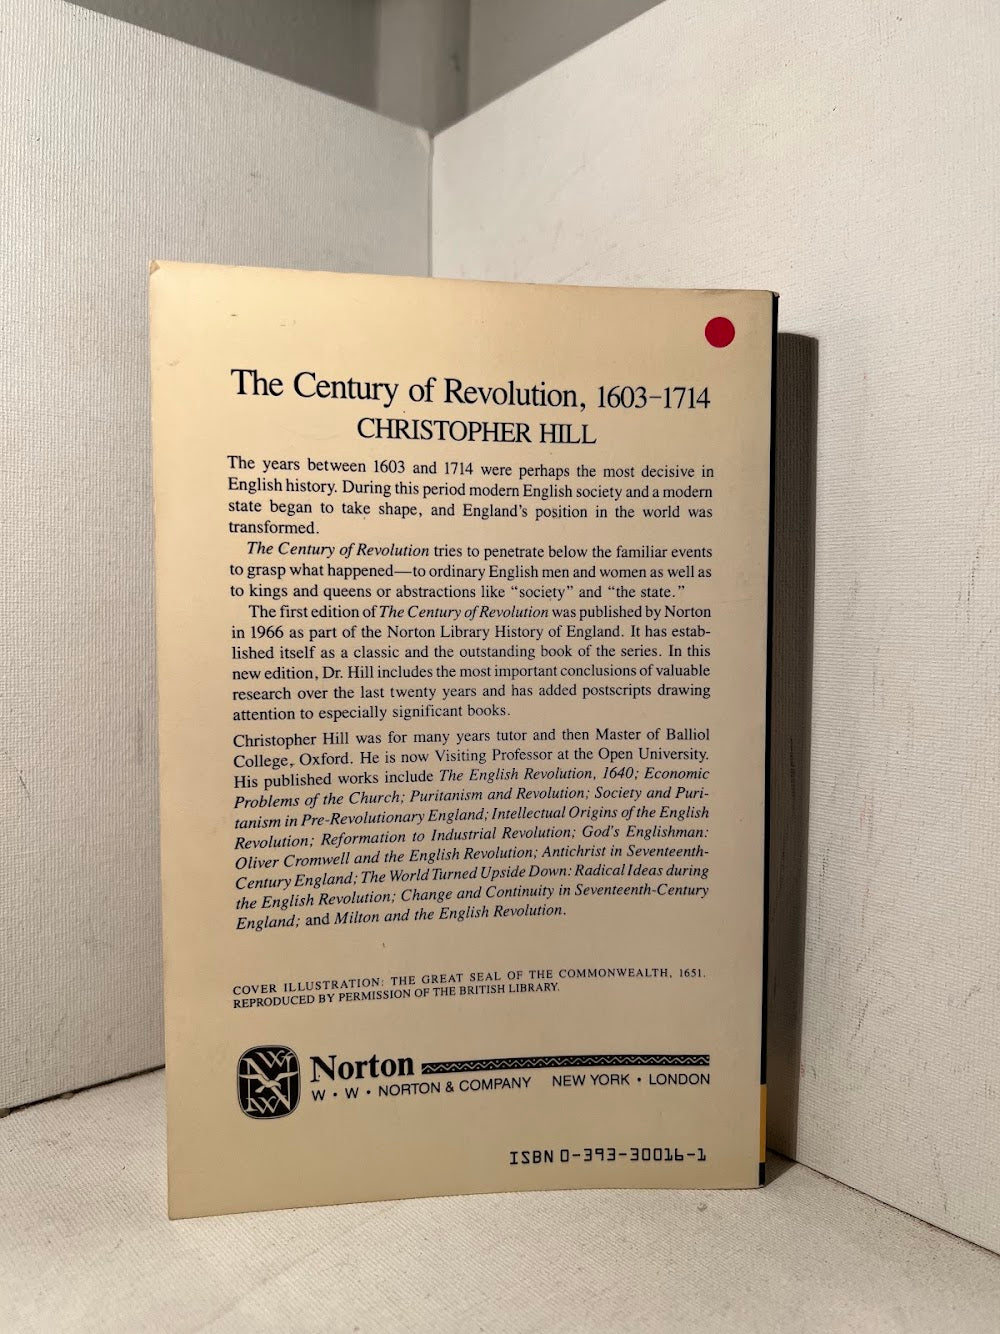 The Century of Revolution, 1603–1714
CHRISTOPHER HILL
The years between 1603 and 1714 were perhaps the most decisive in
English history. During this period modern English society and a modern
state began to take shape, and England's position in the world was
transformed.
The Century of Revolution tries to penetrate below the familiar events
to grasp what happened—to ordinary English men and women as well as
to kings and queens or abstractions like “society” and “the state.”
The first edition of The Century of Revolution was published by Norton
in 1966 as part of the Norton Library History of England. It has estab-
lished itself as a classic and the outstanding book of the series. In this
new edition, Dr. Hill includes the most important conclusions of valuable
research over the last twenty years and has added postscripts drawing
attention to especially significant books.
Christopher Hill was for many years tutor and then Master of Balliol
College, Oxford. He is now Visiting Professor at the Open University.
His published works include The English Revolution, 1640; Economic
Problems of the Church; Puritanism and Revolution; Society and Puri-
tanism in Pre-Revolutionary England; Intellectual Origins of the English
Revolution; Reformation to Industrial Revolution; God's Englishman:
Oliver Cromwell and the English Revolution; Antichrist in Seventeenth-
Century England; The World Turned Upside Down: Radical Ideas during
the English Revolution; Change and Continuity in Seventeenth-Century
England; and Milton and the English Revolution.
COVER ILLUSTRATION: THE GREAT SEAL OF THE COMMONWEALTH, 1651.
REPRODUCED BY PERMISSION OF THE BRITISH LIBRARY.
Norton
W • W • NORTON & COMPANY NEW YORK • LONDON
ISBN 0-393-30016-1